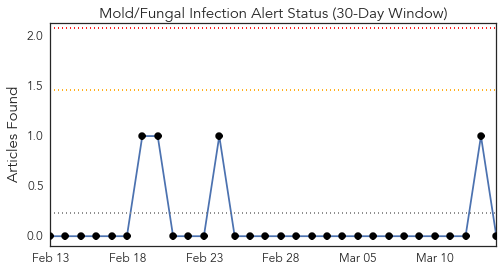 Mold/Fungal Infection Alert Status (30-Day Window)
Articles Found
2.0
1.5
1.0
0.5
0.0
Feb 13 Feb 18 Feb 23 Feb 28 Mar 05 Mar 10